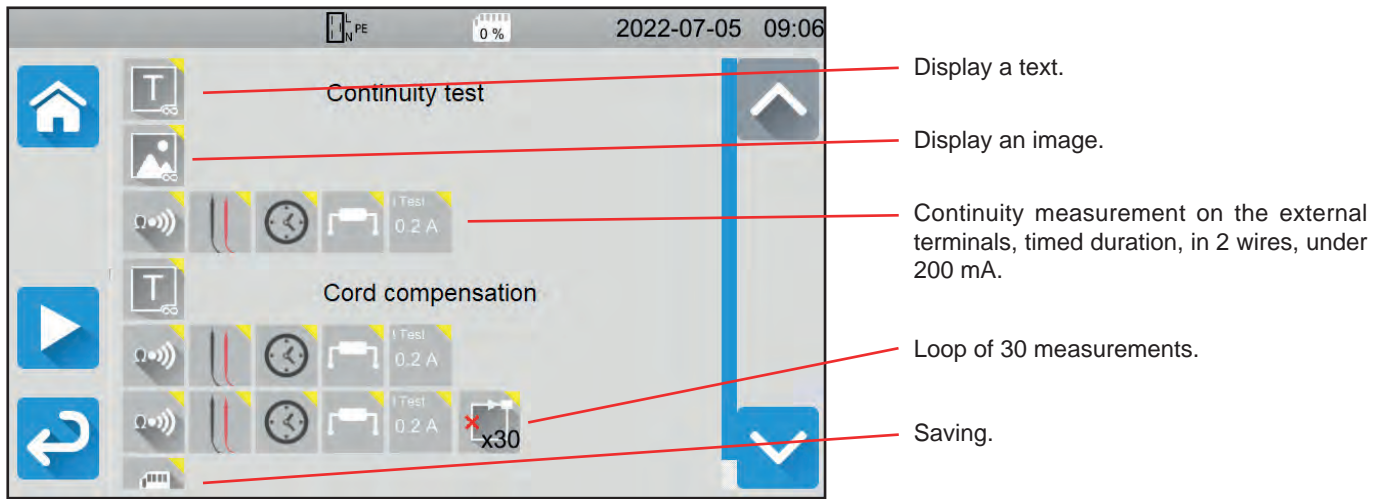 L
N PE
0 %
2022-07-05 09:06
T
Continuity test
Display a text.
Display an image.
Ω
I Test
0.2 A
Continuity measurement on the external
terminals, timed duration, in 2 wires, under
200 mA.
T
Cord compensation
Ω
I Test
0.2 A
Ω
I Test
0.2 A
x30
Loop of 30 measurements.
Saving.